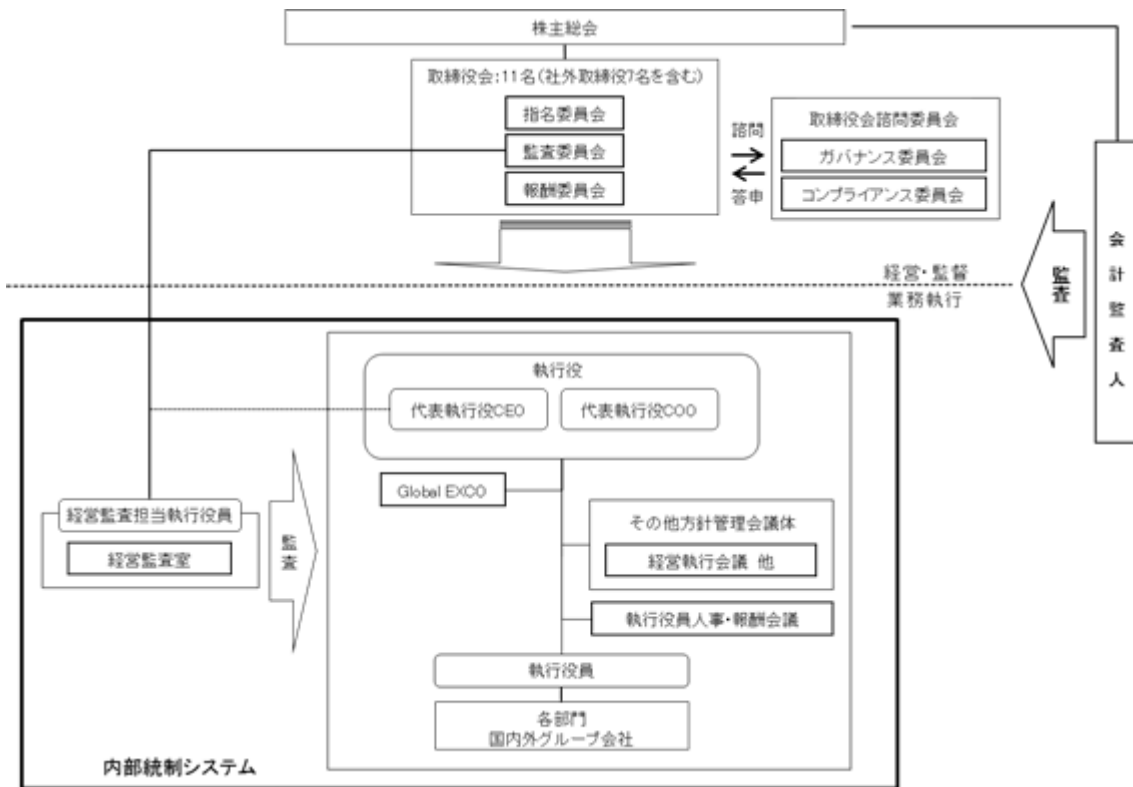 株主総会
取締役会:11名(社外取締役7名を含む)
指名委員会
監査委員会
報酬委員会
諮問
答申
取締役会諮問委員会
ガバナンス委員会
コンプライアンス委員会
会計監査人
監査
経営・監督
業務執行
執行役
代表執行役CEO
代表執行役COO
Global EXCO
その他方針管理会議体
経営執行会議 他
執行役員人事・報酬会議
経営監査担当執行役員
経営監査室
監査
執行役員
各部門
国内外グループ会社
内部統制システム